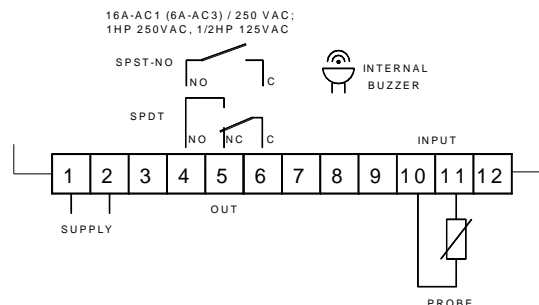 16A-AC1 (6A-AC3) / 250 VAC;
1HP 250VAC, 1/2HP 125VAC
SPST-NO
NO C
INTERNAL
BUZZER
SPDT
NO NC C
INPUT
1 2 3 4 5 6 7 8 9 10 11 12
OUT
SUPPLY
PROBE